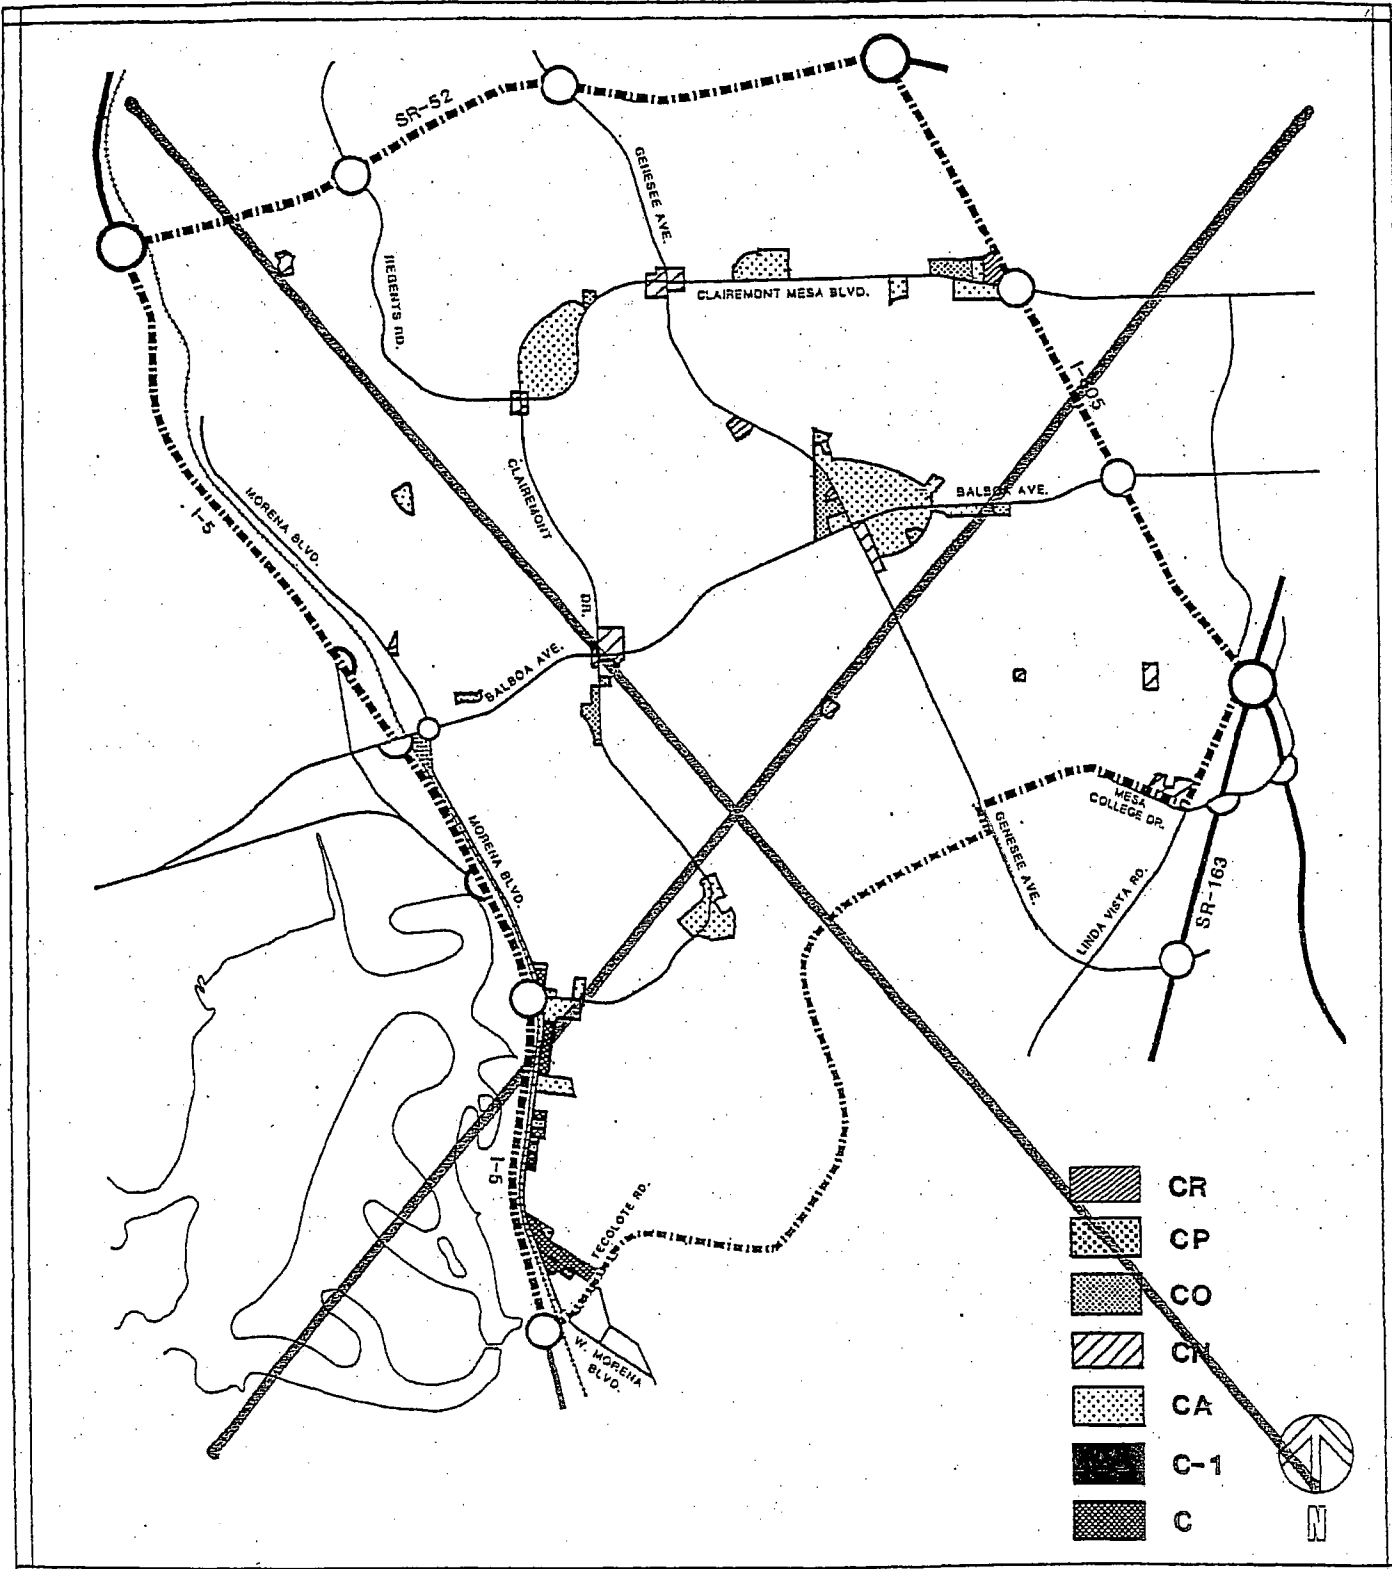 SR-52
GENESEE AVE.
REGENTS RD.
CLAIREMONT MESA BLVD.
I-805
CLAIREMONT
DR.
BALBOA AVE.
MORENA BLVD.
I-5
BALBOA AVE.
MESA
COLLEGE DR.
GENESEE AVE.
LINDA VISTA RD.
SR-163
MORENA BLVD.
I-5
TECOLOTE RD.
W. MORENA
BLVD.
CR
CP
CO
CN
CA
C-1
C
N